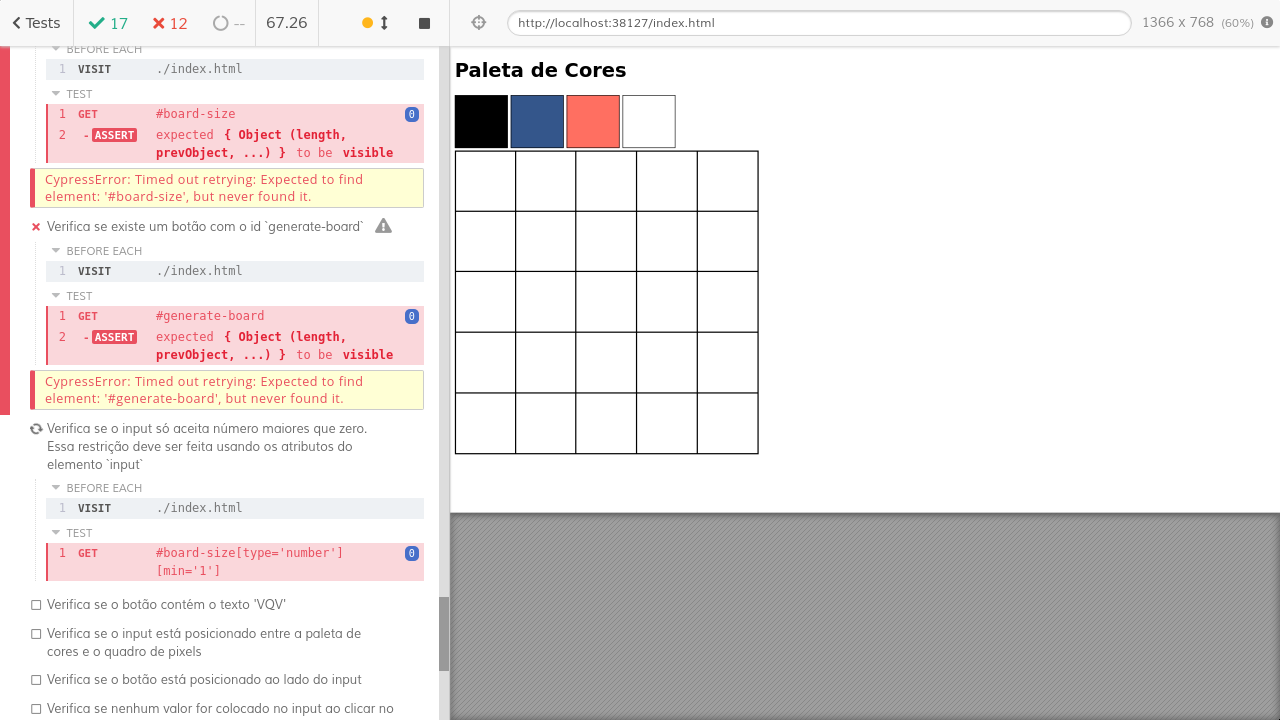 Tests 17 12 -- 67.26
http://localhost:38127/index.html 1366 x 768 (60%)
BEFORE EACH
1 VISIT ./index.html
TEST
1 GET #board-size 0
2 - ASSERT expected { Object (length,
prevObject, ...) } to be visible
CypressError: Timed out retrying: Expected to find
element: '#board-size', but never found it.
Verifica se existe um botão com o id `generate-board`
BEFORE EACH
1 VISIT ./index.html
TEST
1 GET #generate-board 0
2 - ASSERT expected { Object (length,
prevObject, ...) } to be visible
CypressError: Timed out retrying: Expected to find
element: '#generate-board', but never found it.
Verifica se o input só aceita número maiores que zero.
Essa restrição deve ser feita usando os atributos do
elemento `input`
BEFORE EACH
1 VISIT ./index.html
TEST
1 GET #board-size[type='number'] 0
[min='1']
Verifica se o botão contém o texto 'VQV'
Verifica se o input está posicionado entre a paleta de
cores e o quadro de pixels
Verifica se o botão está posicionado ao lado do input
Verifica se nenhum valor for colocado no input ao clicar no
Paleta de Cores